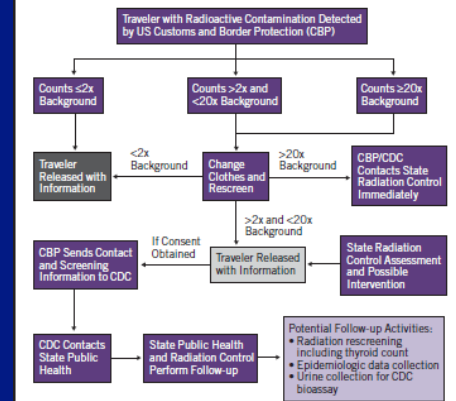 Traveler with Radioactive Contamination Detected
by US Customs and Border Protection (CBP)
Counts ≤2x
Background
Counts >2x and
<20x Background
Counts ≥20x
Background
Traveler
Released with
Information
<2x
Background
Change
Clothes and
Rescreen
>20x
Background
CBP/CDC
Contacts State
Radiation Control
Immediately
>2x and <20x
Background
CBP Sends Contact
and Screening
Information to CDC
If Consent
Obtained
Traveler Released
with Information
State Radiation
Control Assessment
and Possible
Intervention
CDC Contacts
State Public
Health
State Public Health
and Radiation Control
Perform Follow-up
Potential Follow-up Activities:
• Radiation rescreening
including thyroid count
• Epidemiologic data collection
• Urine collection for CDC
bioassay